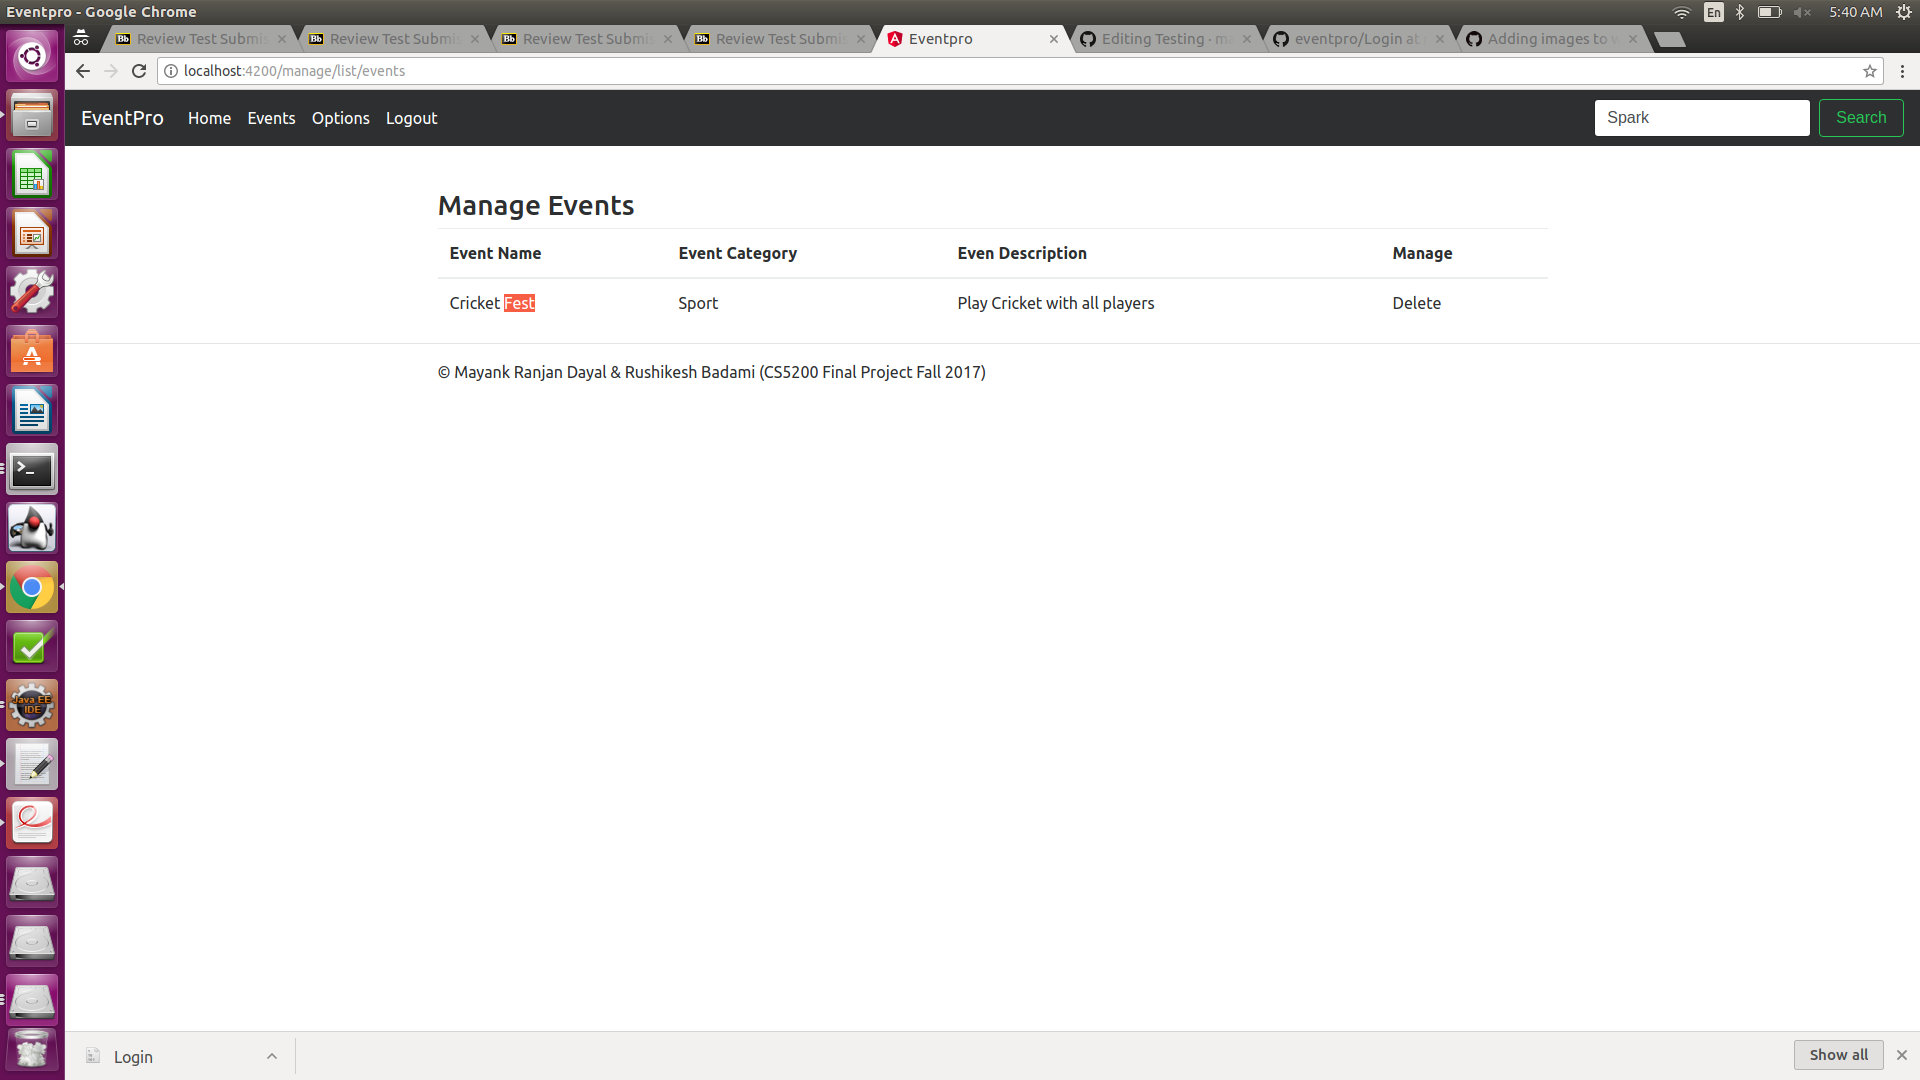 Eventpro - Google Chrome
En
5:40 AM
Review Test Submis
Review Test Submis
Review Test Submis
Review Test Submis
Eventpro
Editing Testing · m
eventpro/Login at
Adding images to
localhost:4200/manage/list/events
EventPro Home Events Options Logout
Spark
Search
Manage Events
Event Name Event Category Even Description Manage
Cricket Fest Sport Play Cricket with all players Delete
© Mayank Ranjan Dayal & Rushikesh Badami (CS5200 Final Project Fall 2017)
Java EE
IDE
Login
Show all